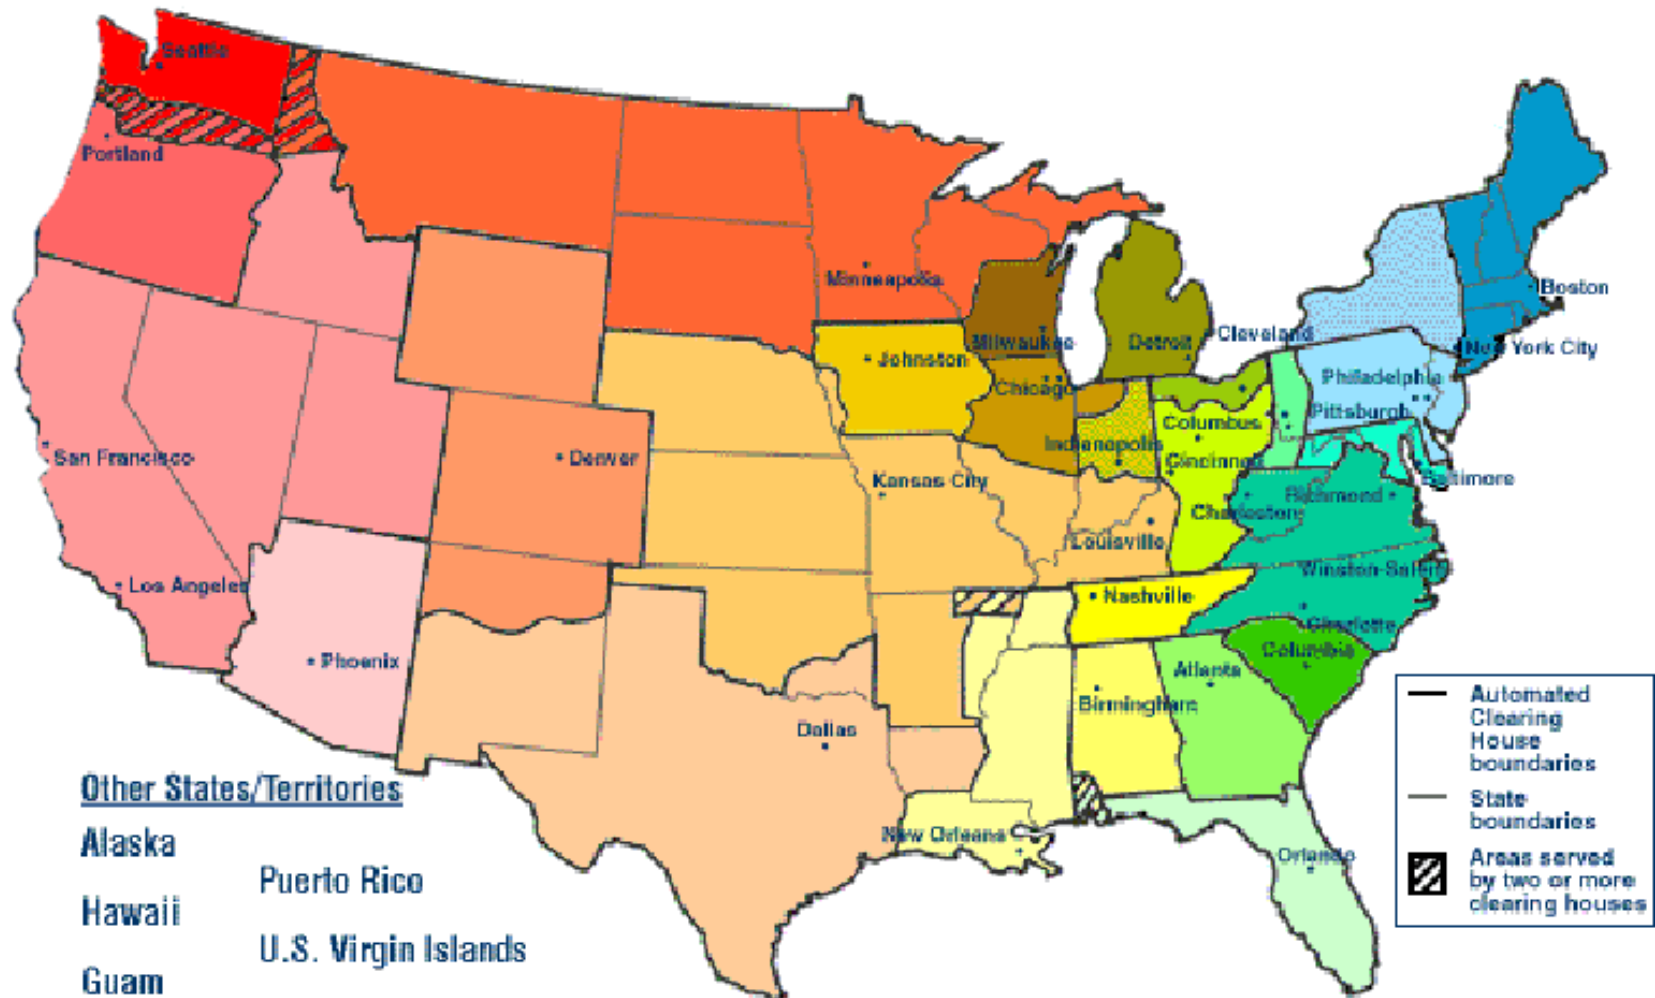 Seattle
Portland
Minneapolis
Boston
Milwaukee
Detroit
Cleveland
New York City
Johnston
Chicago
Philadelphia
Pittsburgh
Columbus
San Francisco
Denver
Indianapolis
Cincinnati
Kansas City
Baltimore
Richmond
Charleston
Louisville
Winston-Salem
Los Angeles
Nashville
Charlotte
Columbia
Phoenix
Atlanta
Birmingham
Dallas
New Orleans
Orlando
Automated
Clearing
House
boundaries
State
boundaries
Areas served
by two or more
clearing houses
Other States/Territories
Alaska
Puerto Rico
Hawaii
U.S. Virgin Islands
Guam